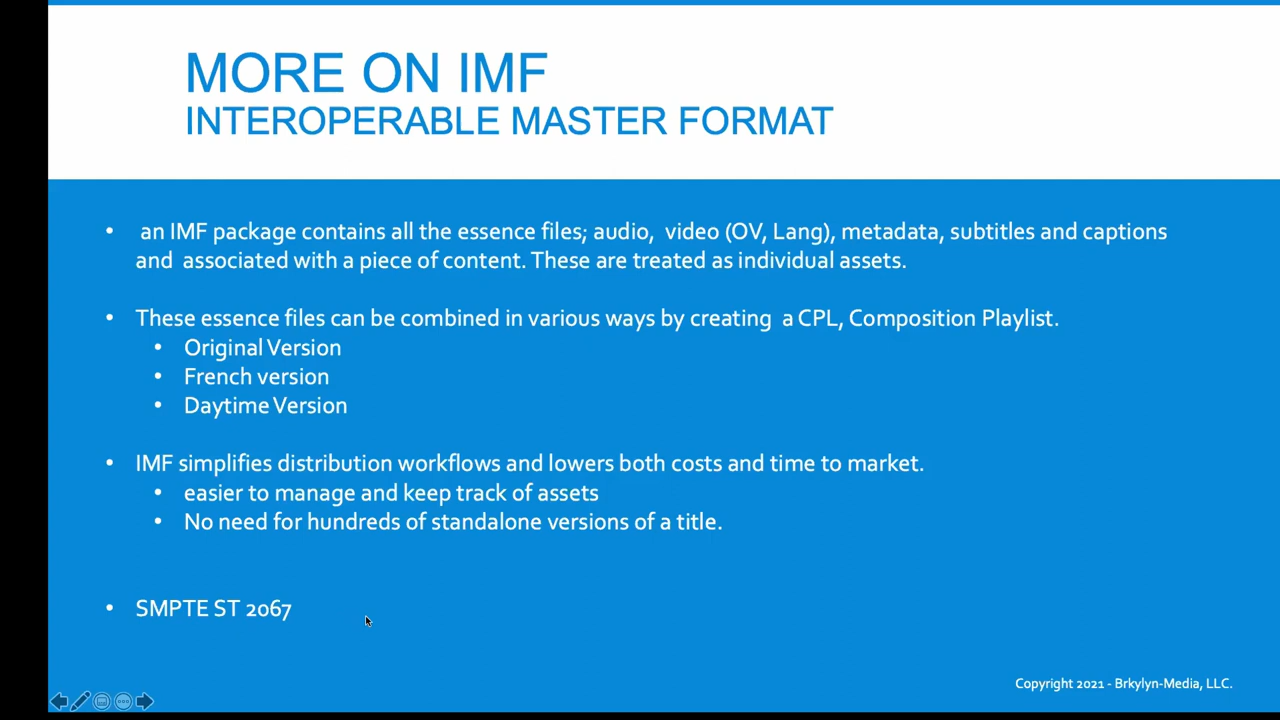 MORE ON IMF
INTEROPERABLE MASTER FORMAT
• an IMF package contains all the essence files; audio, video (OV, Lang), metadata, subtitles and captions
and associated with a piece of content. These are treated as individual assets.
• These essence files can be combined in various ways by creating a CPL, Composition Playlist.
• Original Version
• French version
• Daytime Version
• IMF simplifies distribution workflows and lowers both costs and time to market.
• easier to manage and keep track of assets
• No need for hundreds of standalone versions of a title.
• SMPTE ST 2067
Copyright 2021 - Brkylyn-Media, LLC.